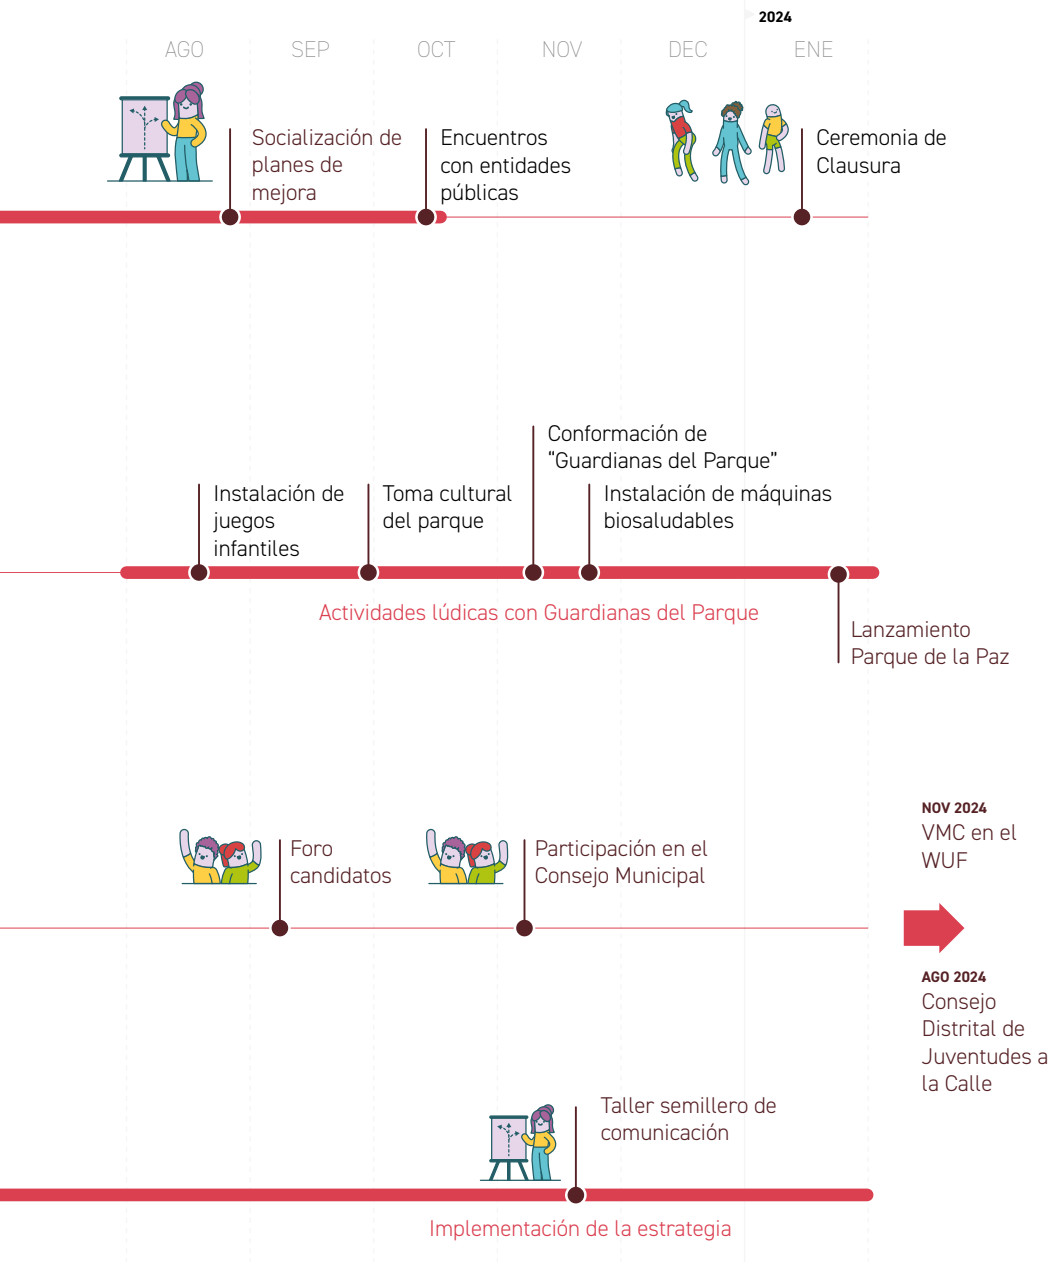 2024
AGO
SEP
OCT
NOV
DEC
ENE
Socialización de
planes de
mejora
Encuentros
con entidades
públicas
Ceremonia de
Clausura
Conformación de
“Guardianas del Parque”
Instalación de
juegos
infantiles
Toma cultural
del parque
Instalación de máquinas
biosaludables
Actividades lúdicas con Guardianas del Parque
Lanzamiento
Parque de la Paz
Foro
candidatos
Participación en el
Consejo Municipal
NOV 2024
VMC en el
WUF
AGO 2024
Consejo
Distrital de
Juventudes a
la Calle
Taller semillero de
comunicación
Implementación de la estrategia